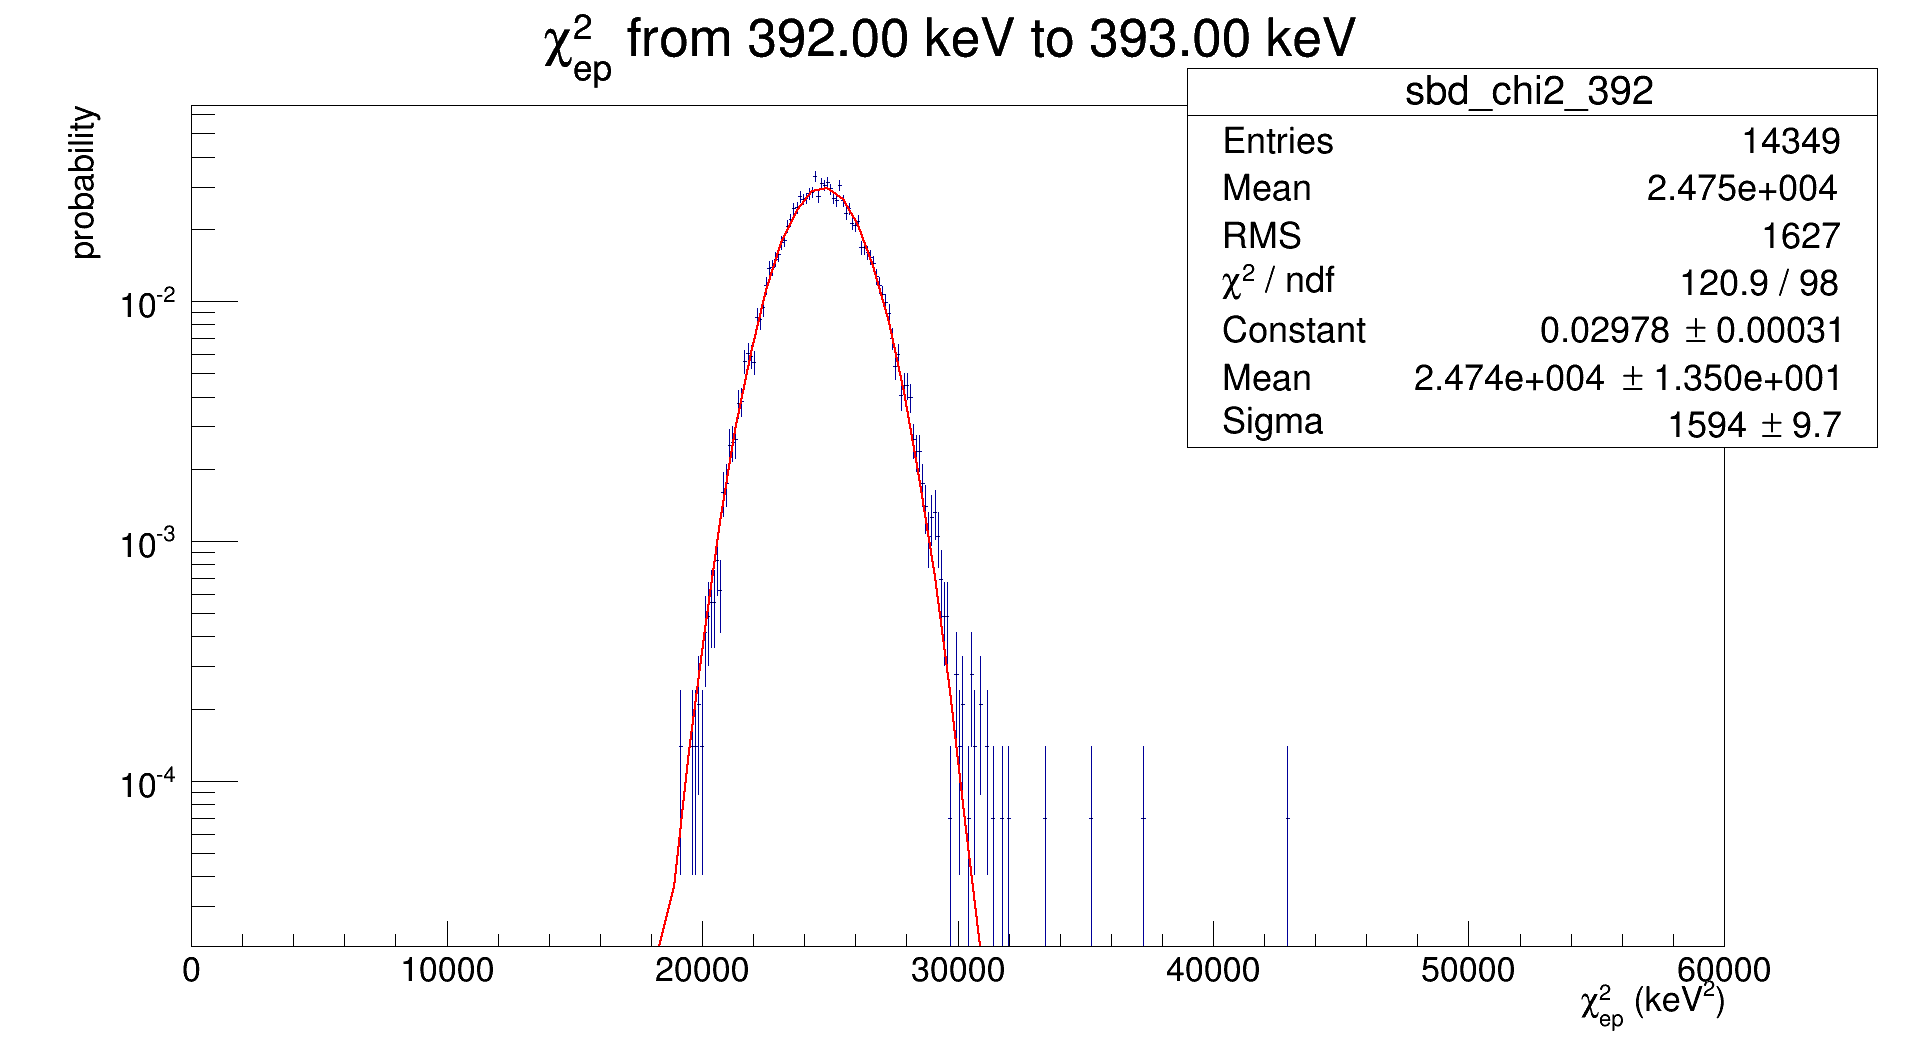 χ²ep from 392.00 keV to 393.00 keV
sbd_chi2_392
Entries 14349
Mean 2.475e+004
RMS 1627
χ² / ndf 120.9 / 98
Constant 0.02978 ± 0.00031
Mean 2.474e+004 ± 1.350e+001
Sigma 1594 ± 9.7
probability
10⁻²
10⁻³
10⁻⁴
0 10000 20000 30000 40000 50000 60000
χ²ep (keV²)